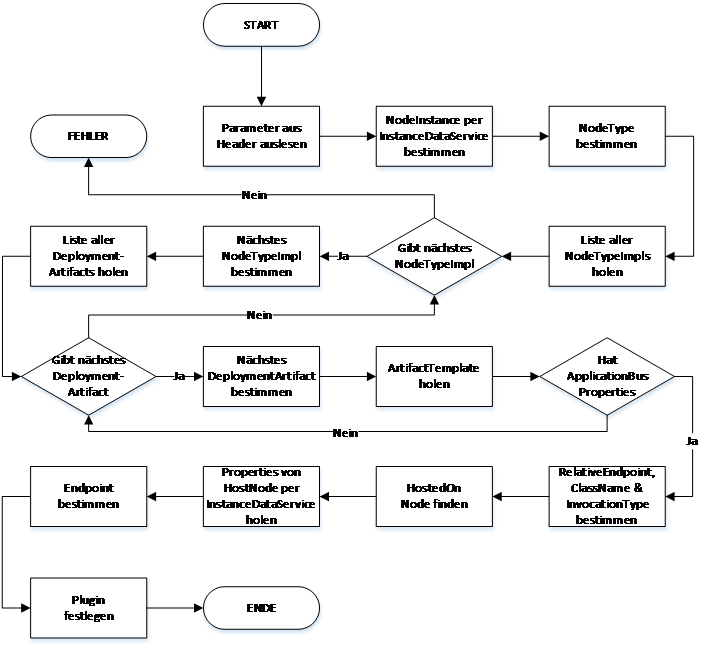 START
FEHLER
Parameter aus
Header auslesen
NodeInstance per
InstanceDataService
bestimmen
NodeType
bestimmen
Nein
Liste aller
Deployment-
Artifacts holen
Nächstes
NodeTypeImpl
bestimmen
Ja
Gibt nächstes
NodeTypeImpl
Liste aller
NodeTypeImpls
holen
Nein
Gibt nächstes
Deployment-
Artifact
Ja
Nächstes
DeploymentArtifact
bestimmen
ArtifactTemplate
holen
Hat
ApplicationBus
Properties
Nein
Ja
Endpoint
bestimmen
Properties von
HostNode per
InstanceDataService
holen
HostedOn
Node finden
RelativeEndpoint,
ClassName &
InvocationType
bestimmen
Plugin
festlegen
ENDE